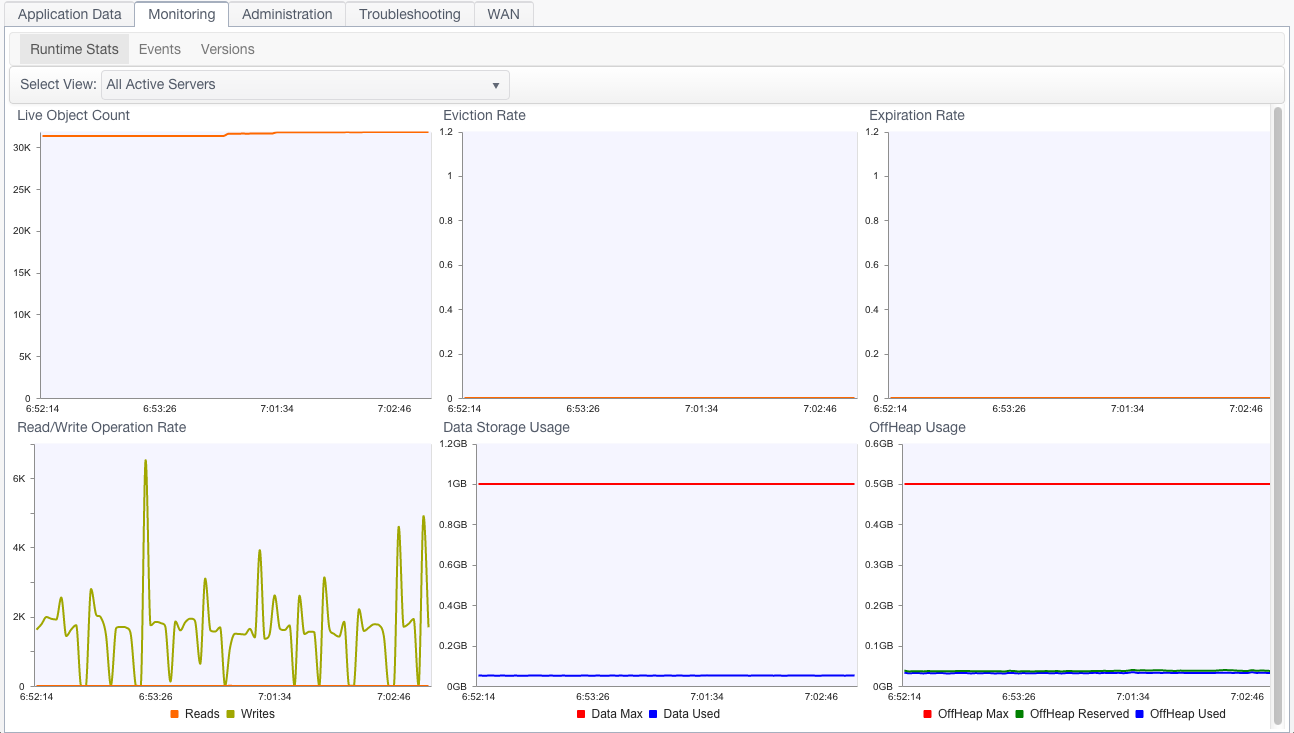 Application Data Monitoring Administration Troubleshooting WAN
Runtime Stats Events Versions
Select View: All Active Servers
Live Object Count
30K
25K
20K
15K
10K
5K
0
6:52:14 6:53:26 7:01:34 7:02:46
Eviction Rate
1.2
1
0.8
0.6
0.4
0.2
0
6:52:14 6:53:26 7:01:34 7:02:46
Expiration Rate
1.2
1
0.8
0.6
0.4
0.2
0
6:52:14 6:53:26 7:01:34 7:02:46
Read/Write Operation Rate
6K
4K
2K
0
6:52:14 6:53:26 7:01:34 7:02:46
Reads Writes
Data Storage Usage
1.2GB
1GB
0.8GB
0.6GB
0.4GB
0.2GB
0GB
6:52:14 6:53:26 7:01:34 7:02:46
Data Max Data Used
OffHeap Usage
0.6GB
0.5GB
0.4GB
0.3GB
0.2GB
0.1GB
0GB
6:52:14 6:53:26 7:01:34 7:02:46
OffHeap Max OffHeap Reserved OffHeap Used